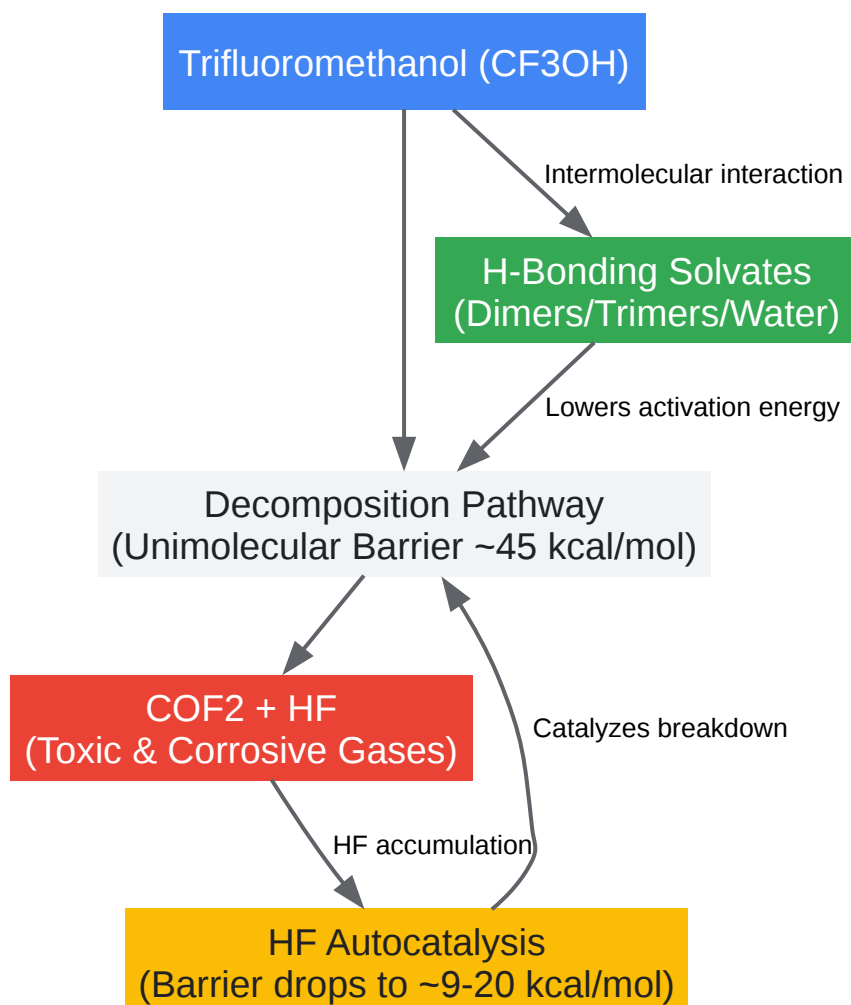 Trifluoromethanol (CF3OH)
Intermolecular interaction
H-Bonding Solvates
(Dimers/Trimers/Water)
Lowers activation energy
Decomposition Pathway
(Unimolecular Barrier ~45 kcal/mol)
COF2 + HF
(Toxic & Corrosive Gases)
Catalyzes breakdown
HF accumulation
HF Autocatalysis
(Barrier drops to ~9-20 kcal/mol)